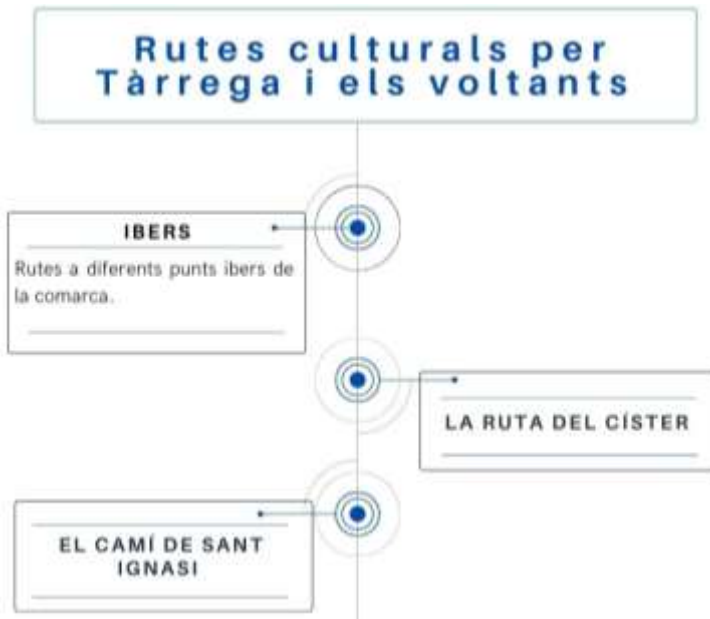 Rutes culturals per
Tàrrega i els voltants
IBERS
Rutes a diferents punts ibers de
la comarca.
LA RUTA DEL CÍSTER
EL CAMÍ DE SANT
IGNASI